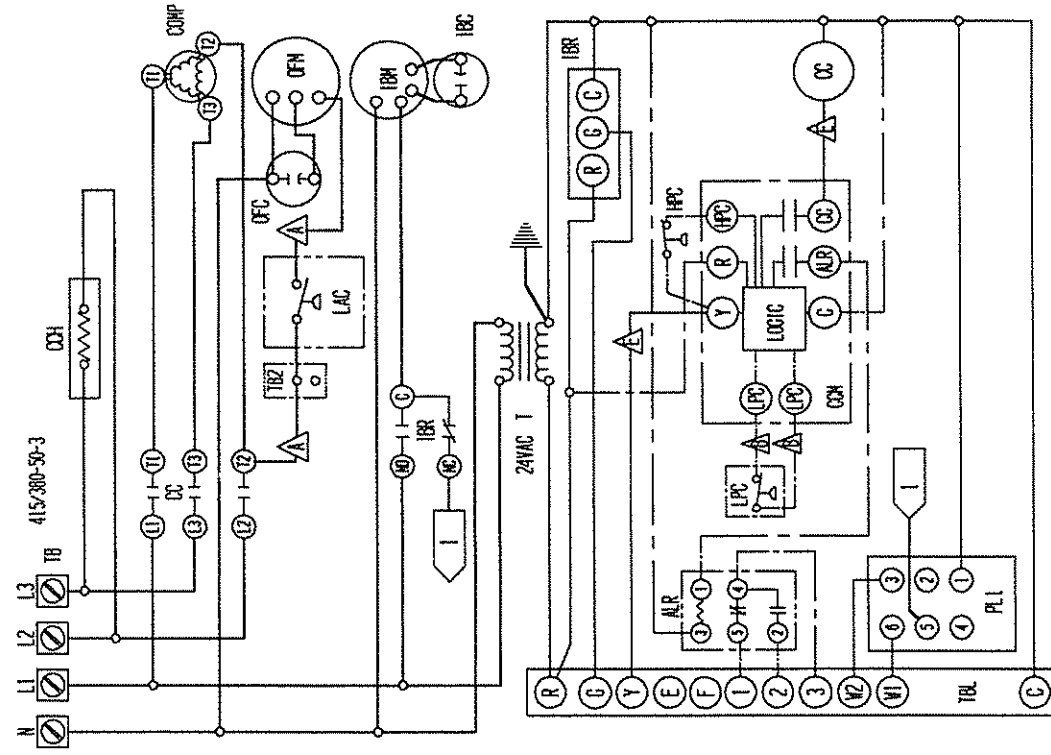 L3
TB
415/380-50-3
L2
L1
N
CCH
COMP
T1
T2
T3
L1
T1
CC
L3
T3
L2
T2
OFM
OFC
A
LAC
TB2
A
IBM
IBC
C
IBR
NO
NC
1
24VAC T
IBR
R
G
C
E
HPC
HPC
R
Y
LOGIC
CC
ALR
C
LPC
LPC
CCM
E
CC
B
B
LPC
ALR
1
3
4
5
2
1
3
6
2
5
1
4
PL1
R
G
Y
E
F
1
2
3
W2
W1
TBL
C